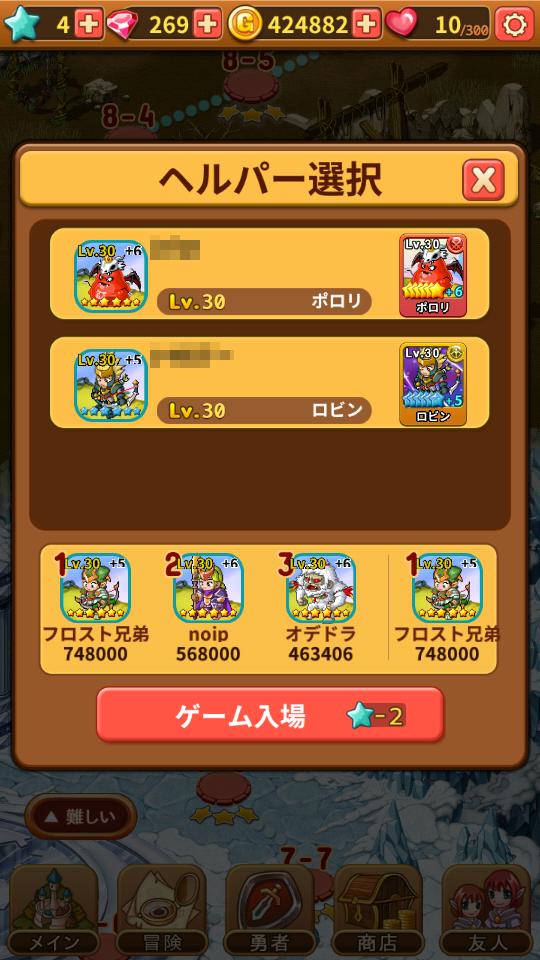 4
269
424882
10/300
8-5
8-4
ヘルパー選択
Lv.30 +6
Lv.30 ポロリ
Lv.30
+6
ポロリ
Lv.30 +5
Lv.30 ロビン
Lv.30
+5
ロビン
1 Lv.30 +5
フロスト兄弟
748000
2 Lv.30 +6
noip
568000
3 Lv.30 +6
オデドラ
463406
1 Lv.30 +5
フロスト兄弟
748000
ゲーム入場 -2
▲ 難しい
7-7
メイン
冒険
勇者
商店
友人